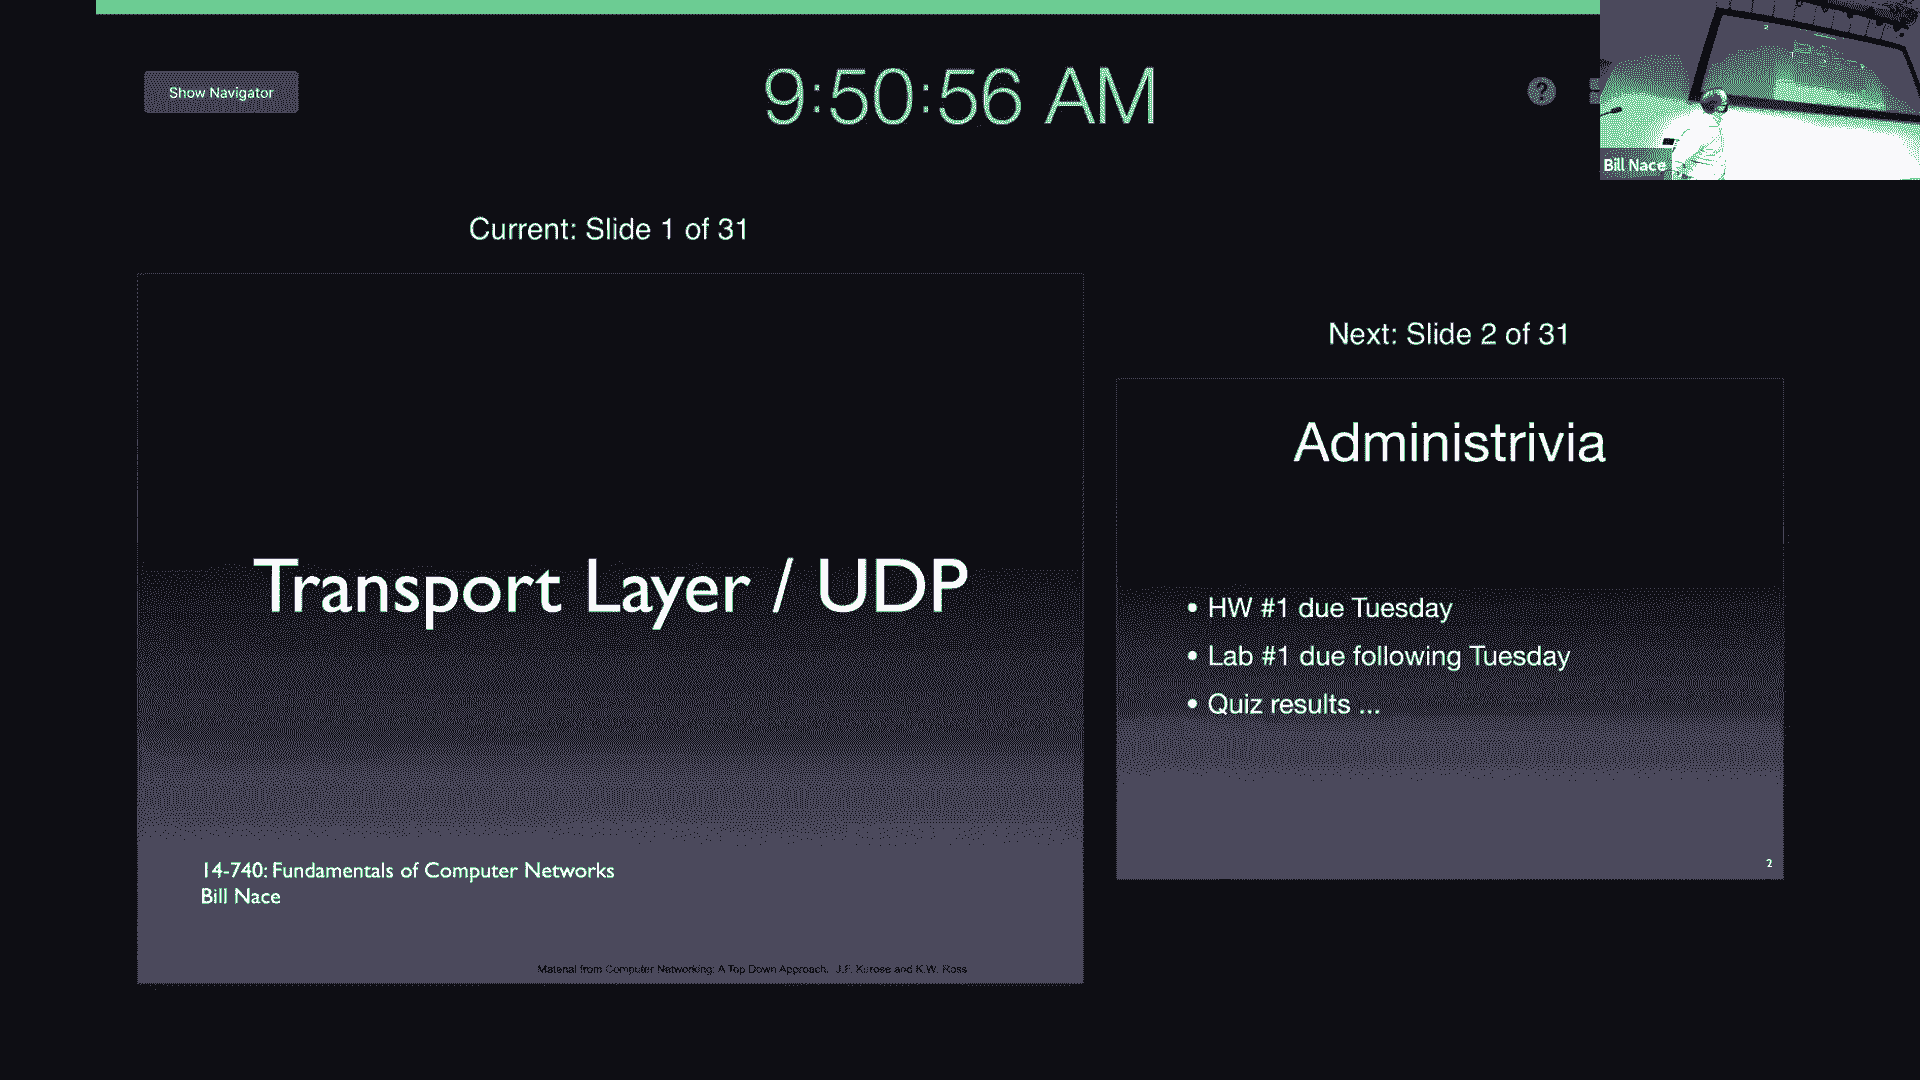 Show Navigator
9:50:56 AM
?
Bill Nace
Current: Slide 1 of 31
Next: Slide 2 of 31
Transport Layer / UDP
14-740: Fundamentals of Computer Networks
Bill Nace
Material from Computer Networking: A Top Down Approach. J.F. Kurose and K.W. Ross
Administrivia
• HW #1 due Tuesday
• Lab #1 due following Tuesday
• Quiz results ...
2